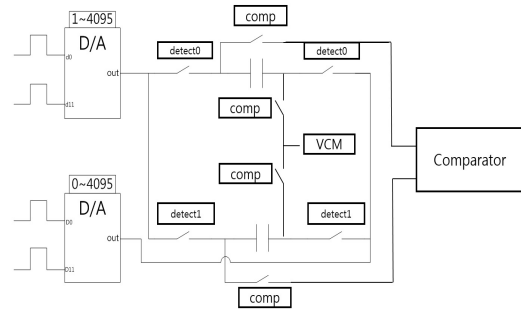 1~4095
D/A
d0
d11
out
comp
detect0
detect0
comp
VCM
comp
Comparator
0~4095
D/A
D0
D11
out
detect1
detect1
comp